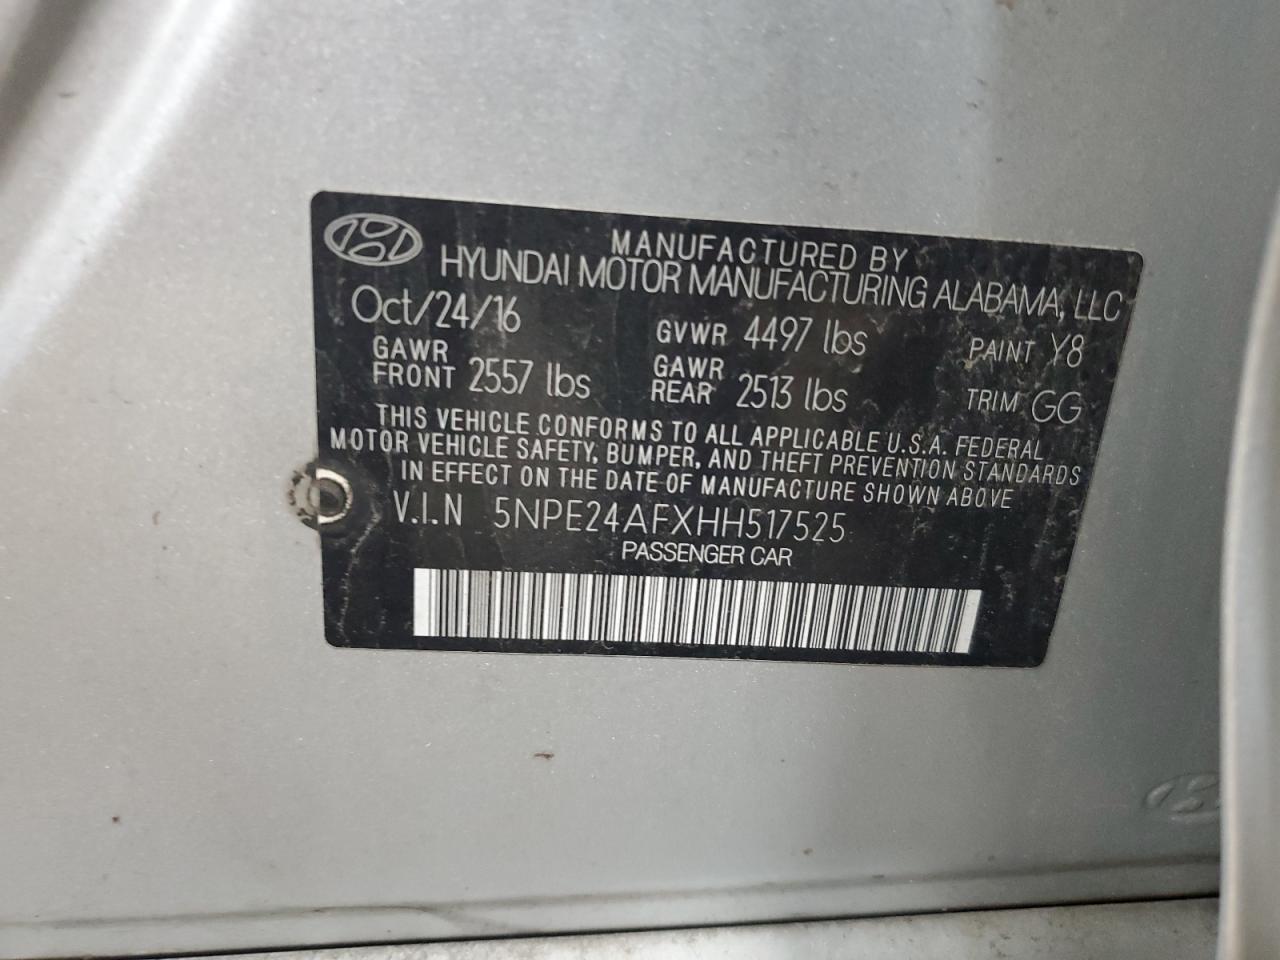 MANUFACTURED BY
HYUNDAI MOTOR MANUFACTURING ALABAMA, LLC
Oct/24/16 GVWR 4497 lbs PAINT Y8
GAWR FRONT 2557 lbs GAWR REAR 2513 lbs TRIM GG
THIS VEHICLE CONFORMS TO ALL APPLICABLE U.S.A. FEDERAL
MOTOR VEHICLE SAFETY, BUMPER, AND THEFT PREVENTION STANDARDS
IN EFFECT ON THE DATE OF MANUFACTURE SHOWN ABOVE
V.I.N 5NPE24AFXHH517525
PASSENGER CAR